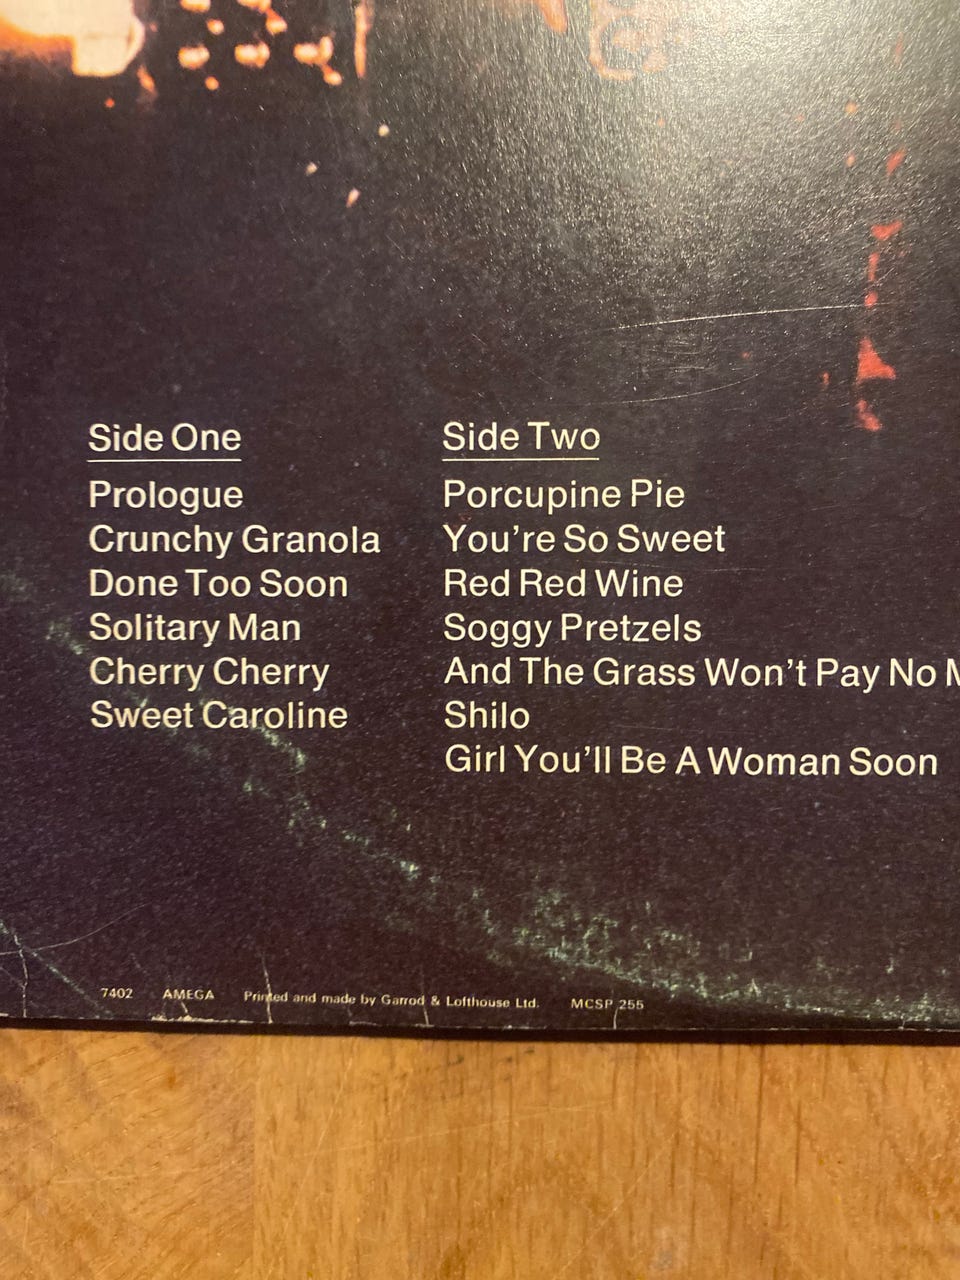 Side One
Prologue
Crunchy Granola
Done Too Soon
Solitary Man
Cherry Cherry
Sweet Caroline
Side Two
Porcupine Pie
You're So Sweet
Red Red Wine
Soggy Pretzels
And The Grass Won't Pay No
Shilo
Girl You'll Be A Woman Soon
7402 AMEGA Printed and made by Garrod & Lofthouse Ltd. MCSP 255